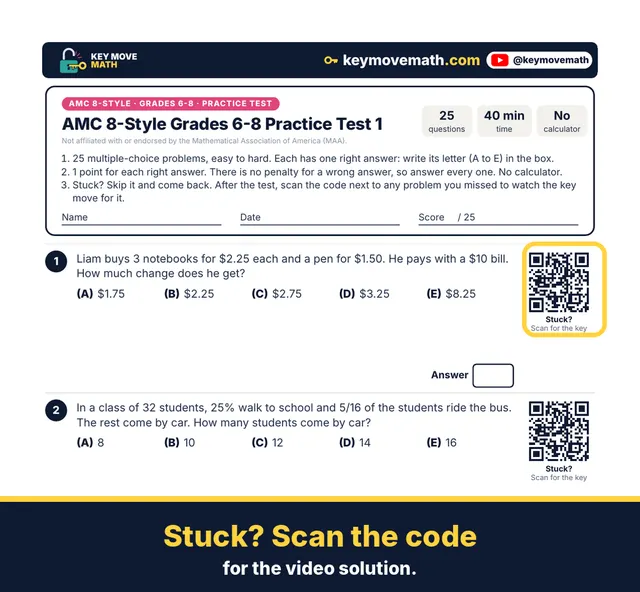 KEY MOVE
MATH
keymovemath.com
@keymovemath
AMC 8-STYLE · GRADES 6-8 · PRACTICE TEST
AMC 8-Style Grades 6-8 Practice Test 1
Not affiliated with or endorsed by the Mathematical Association of America (MAA).
25
questions
40 min
time
No
calculator
1. 25 multiple-choice problems, easy to hard. Each has one right answer: write its letter (A to E) in the box.
2. 1 point for each right answer. There is no penalty for a wrong answer, so answer every one. No calculator.
3. Stuck? Skip it and come back. After the test, scan the code next to any problem you missed to watch the key
move for it.
Name
Date
Score / 25
1
Liam buys 3 notebooks for $2.25 each and a pen for $1.50. He pays with a $10 bill.
How much change does he get?
(A) $1.75 (B) $2.25 (C) $2.75 (D) $3.25 (E) $8.25
Stuck?
Scan for the key
Answer
2
In a class of 32 students, 25% walk to school and 5/16 of the students ride the bus.
The rest come by car. How many students come by car?
(A) 8 (B) 10 (C) 12 (D) 14 (E) 16
Stuck?
Scan for the key
Stuck? Scan the code
for the video solution.